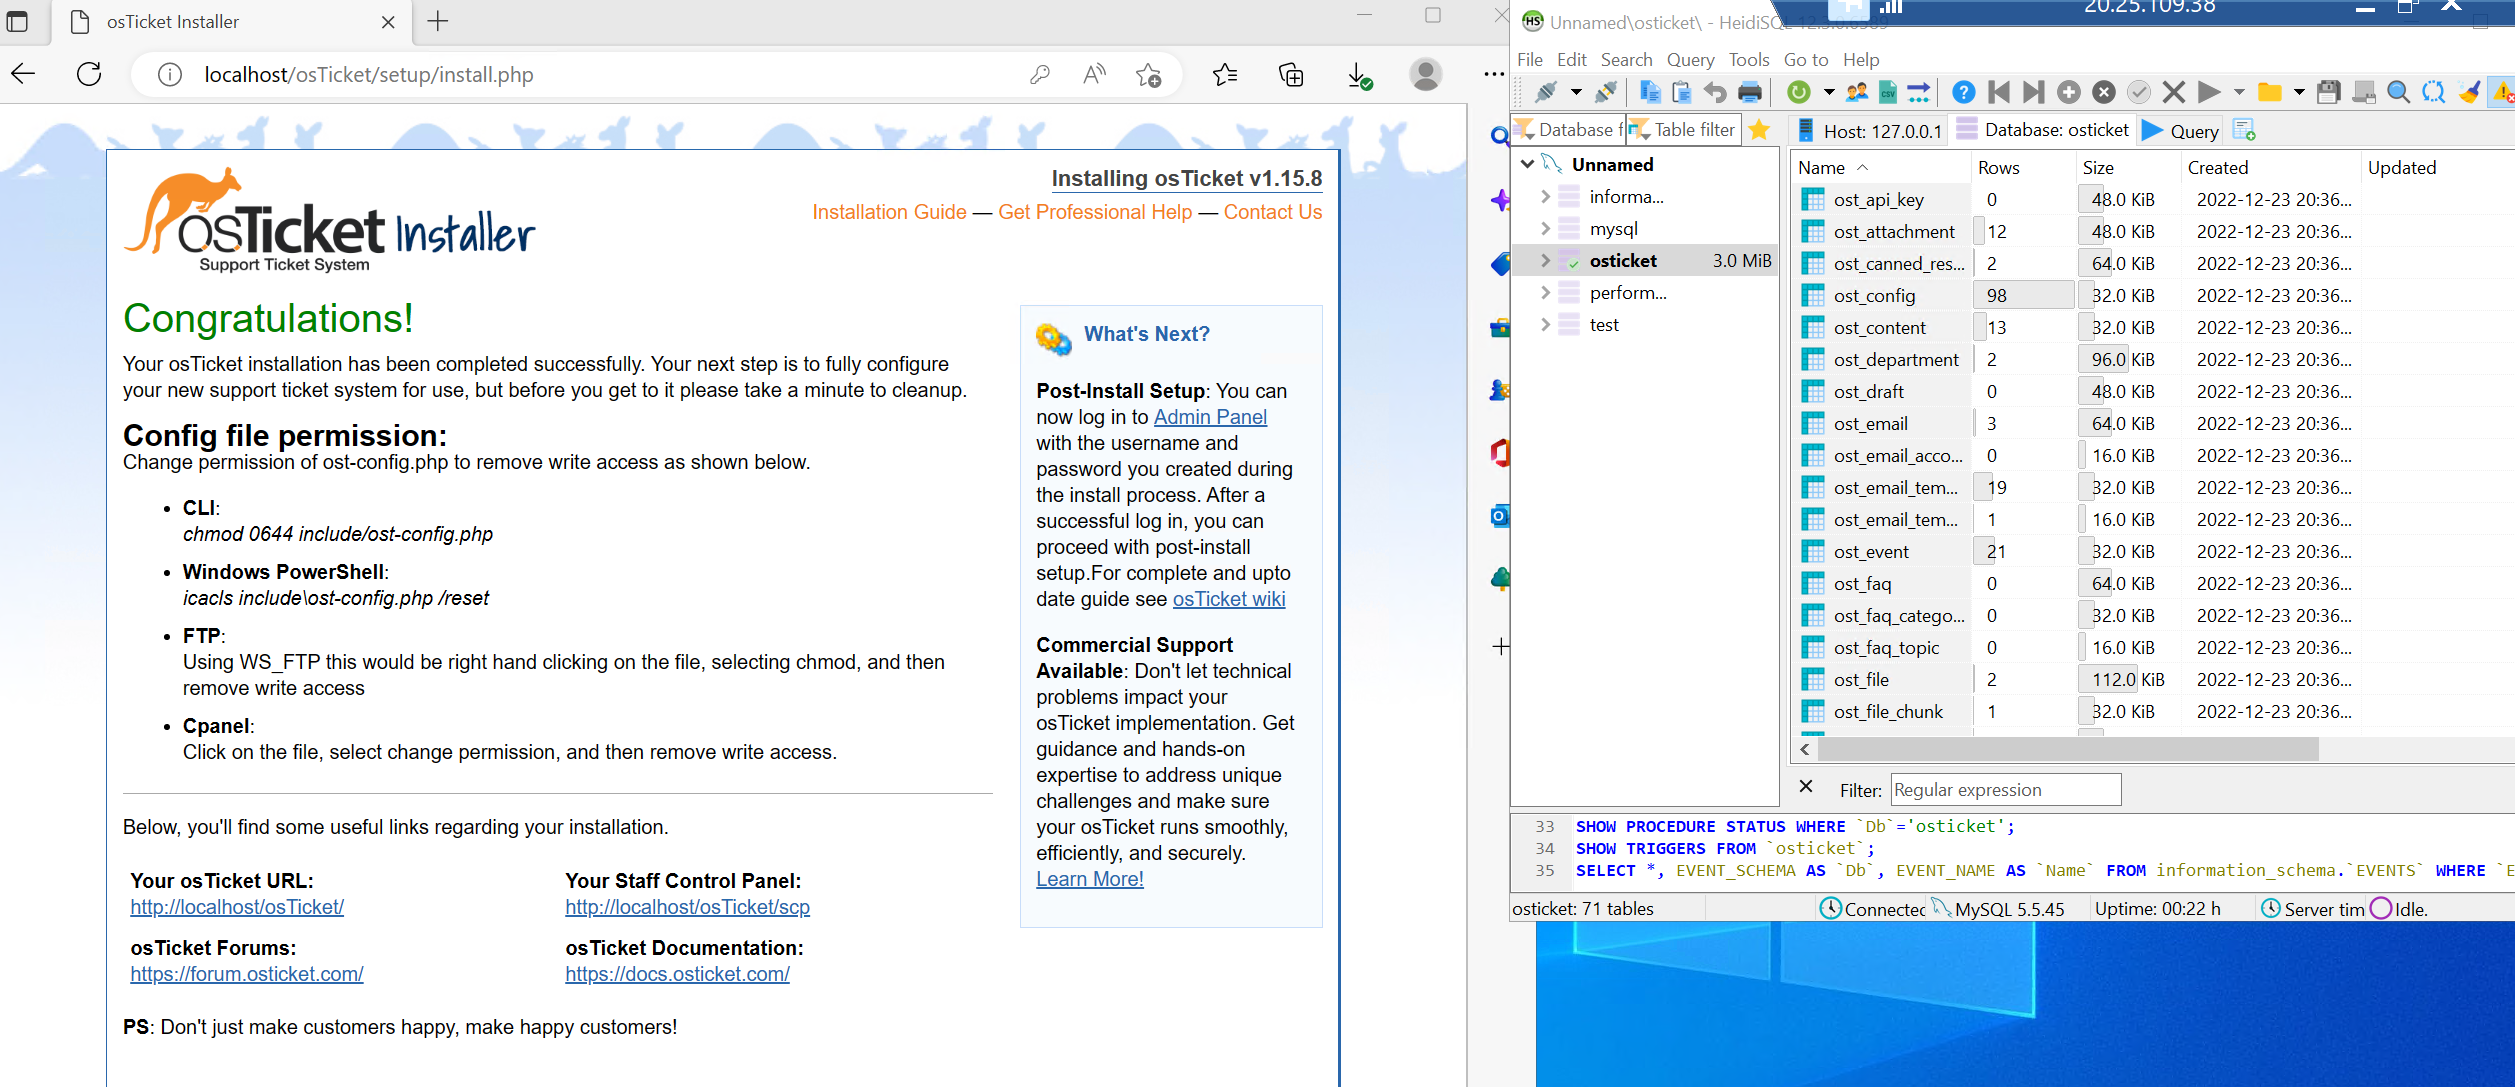 osTicket Installer
localhost/osTicket/setup/install.php
osTicket Installer
Support Ticket System
Installing osTicket v1.15.8
Installation Guide — Get Professional Help — Contact Us
Congratulations!
Your osTicket installation has been completed successfully. Your next step is to fully configure
your new support ticket system for use, but before you get to it please take a minute to cleanup.
Config file permission:
Change permission of ost-config.php to remove write access as shown below.
• CLI:
chmod 0644 include/ost-config.php
• Windows PowerShell:
icacls include\ost-config.php /reset
• FTP:
Using WS_FTP this would be right hand clicking on the file, selecting chmod, and then
remove write access
• Cpanel:
Click on the file, select change permission, and then remove write access.
Below, you'll find some useful links regarding your installation.
Your osTicket URL:
http://localhost/osTicket/
Your Staff Control Panel:
http://localhost/osTicket/scp
osTicket Forums:
https://forum.osticket.com/
osTicket Documentation:
https://docs.osticket.com/
PS: Don't just make customers happy, make happy customers!
What's Next?
Post-Install Setup: You can
now log in to Admin Panel
with the username and
password you created during
the install process. After a
successful log in, you can
proceed with post-install
setup.For complete and upto
date guide see osTicket wiki
Commercial Support
Available: Don't let technical
problems impact your
osTicket implementation. Get
guidance and hands-on
expertise to address unique
challenges and make sure
your osTicket runs smoothly,
efficiently, and securely.
Learn More!
20.25.109.38
Unnamed\osticket\ - HeidiSQL 12.3.0.6589
File Edit Search Query Tools Go to Help
Database f Table filter
Host: 127.0.0.1 Database: osticket Query
Unnamed
informa...
mysql
osticket 3.0 MiB
perform...
test
Name Rows Size Created Updated
ost_api_key 0 48.0 KiB 2022-12-23 20:36...
ost_attachment 12 48.0 KiB 2022-12-23 20:36...
ost_canned_res... 2 64.0 KiB 2022-12-23 20:36...
ost_config 98 32.0 KiB 2022-12-23 20:36...
ost_content 13 32.0 KiB 2022-12-23 20:36...
ost_department 2 96.0 KiB 2022-12-23 20:36...
ost_draft 0 48.0 KiB 2022-12-23 20:36...
ost_email 3 64.0 KiB 2022-12-23 20:36...
ost_email_acco... 0 16.0 KiB 2022-12-23 20:36...
ost_email_tem... 19 32.0 KiB 2022-12-23 20:36...
ost_email_tem... 1 16.0 KiB 2022-12-23 20:36...
ost_event 21 32.0 KiB 2022-12-23 20:36...
ost_faq 0 64.0 KiB 2022-12-23 20:36...
ost_faq_catego... 0 32.0 KiB 2022-12-23 20:36...
ost_faq_topic 0 16.0 KiB 2022-12-23 20:36...
ost_file 2 112.0 KiB 2022-12-23 20:36...
ost_file_chunk 1 32.0 KiB 2022-12-23 20:36...
Filter: Regular expression
33 SHOW PROCEDURE STATUS WHERE `Db`='osticket';
34 SHOW TRIGGERS FROM `osticket`;
35 SELECT *, EVENT_SCHEMA AS `Db`, EVENT_NAME AS `Name` FROM information_schema.`EVENTS` WHERE `E
osticket: 71 tables Connected MySQL 5.5.45 Uptime: 00:22 h Server tim Idle.